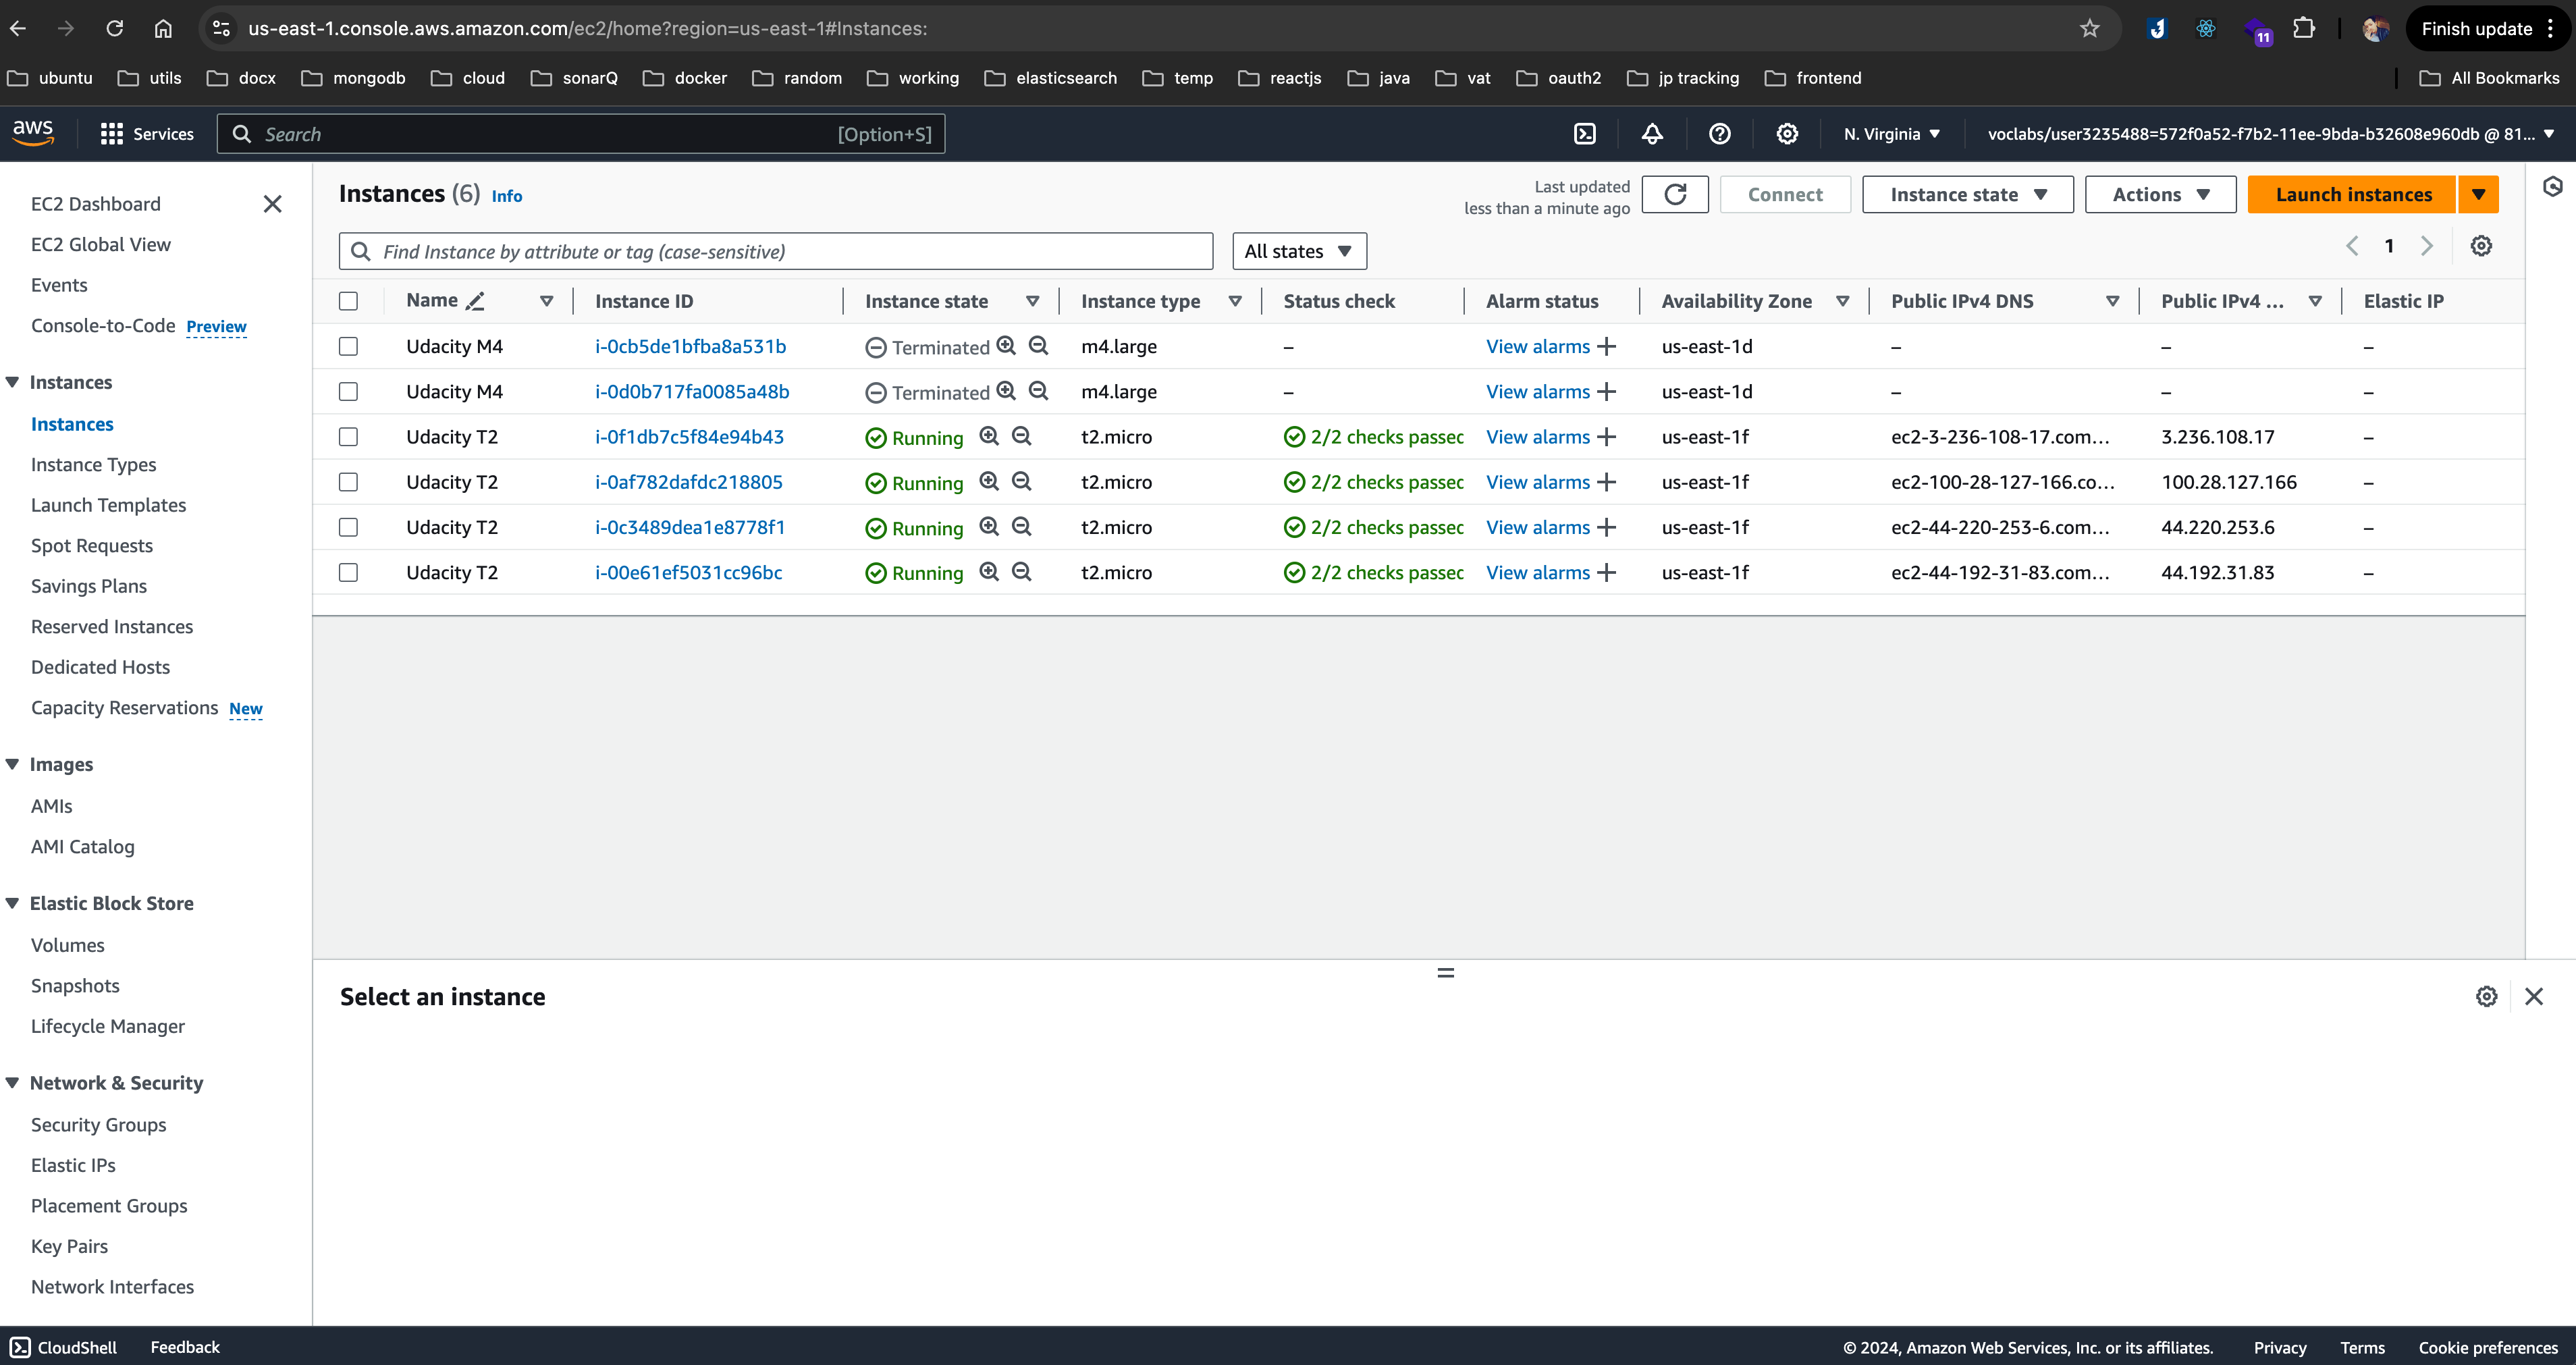 us-east-1.console.aws.amazon.com/ec2/home?region=us-east-1#Instances:
11
Finish update
ubuntu utils docx mongodb cloud sonarQ docker random working elasticsearch temp reactjs java vat oauth2 jp tracking frontend All Bookmarks
aws Services Search [Option+S] N. Virginia voclabs/user3235488=572f0a52-f7b2-11ee-9bda-b32608e960db @ 81...
EC2 Dashboard
EC2 Global View
Events
Console-to-Code Preview
Instances
Instances
Instance Types
Launch Templates
Spot Requests
Savings Plans
Reserved Instances
Dedicated Hosts
Capacity Reservations New
Images
AMIs
AMI Catalog
Elastic Block Store
Volumes
Snapshots
Lifecycle Manager
Network & Security
Security Groups
Elastic IPs
Placement Groups
Key Pairs
Network Interfaces
Instances (6) Info
Last updated
less than a minute ago
Connect Instance state Actions Launch instances
Find Instance by attribute or tag (case-sensitive) All states 1
Name Instance ID Instance state Instance type Status check Alarm status Availability Zone Public IPv4 DNS Public IPv4 ... Elastic IP
Udacity M4 i-0cb5de1bfba8a531b Terminated m4.large – View alarms + us-east-1d – – –
Udacity M4 i-0d0b717fa0085a48b Terminated m4.large – View alarms + us-east-1d – – –
Udacity T2 i-0f1db7c5f84e94b43 Running t2.micro 2/2 checks passec View alarms + us-east-1f ec2-3-236-108-17.com... 3.236.108.17 –
Udacity T2 i-0af782dafdc218805 Running t2.micro 2/2 checks passec View alarms + us-east-1f ec2-100-28-127-166.co... 100.28.127.166 –
Udacity T2 i-0c3489dea1e8778f1 Running t2.micro 2/2 checks passec View alarms + us-east-1f ec2-44-220-253-6.com... 44.220.253.6 –
Udacity T2 i-00e61ef5031cc96bc Running t2.micro 2/2 checks passec View alarms + us-east-1f ec2-44-192-31-83.com... 44.192.31.83 –
Select an instance
CloudShell Feedback © 2024, Amazon Web Services, Inc. or its affiliates. Privacy Terms Cookie preferences